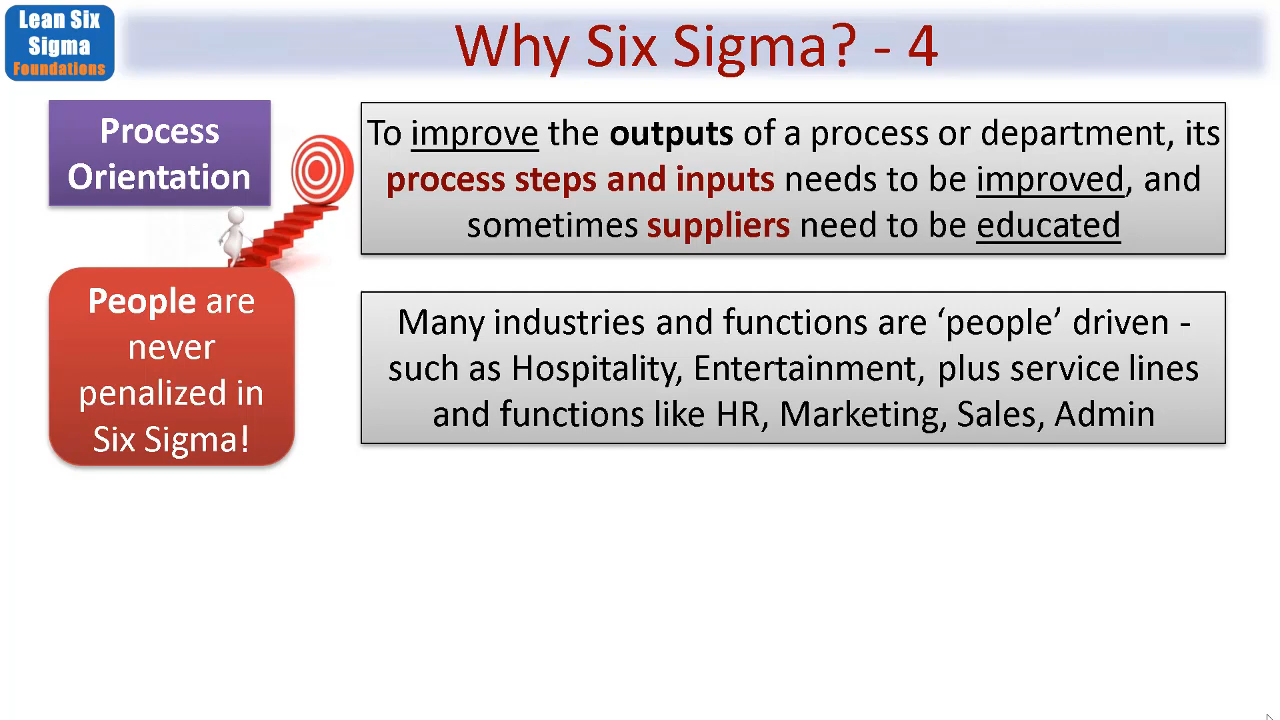 Lean Six
Sigma
Foundations
Why Six Sigma? - 4
Process
Orientation
To improve the outputs of a process or department, its
process steps and inputs needs to be improved, and
sometimes suppliers need to be educated
People are
never
penalized in
Six Sigma!
Many industries and functions are ‘people’ driven -
such as Hospitality, Entertainment, plus service lines
and functions like HR, Marketing, Sales, Admin